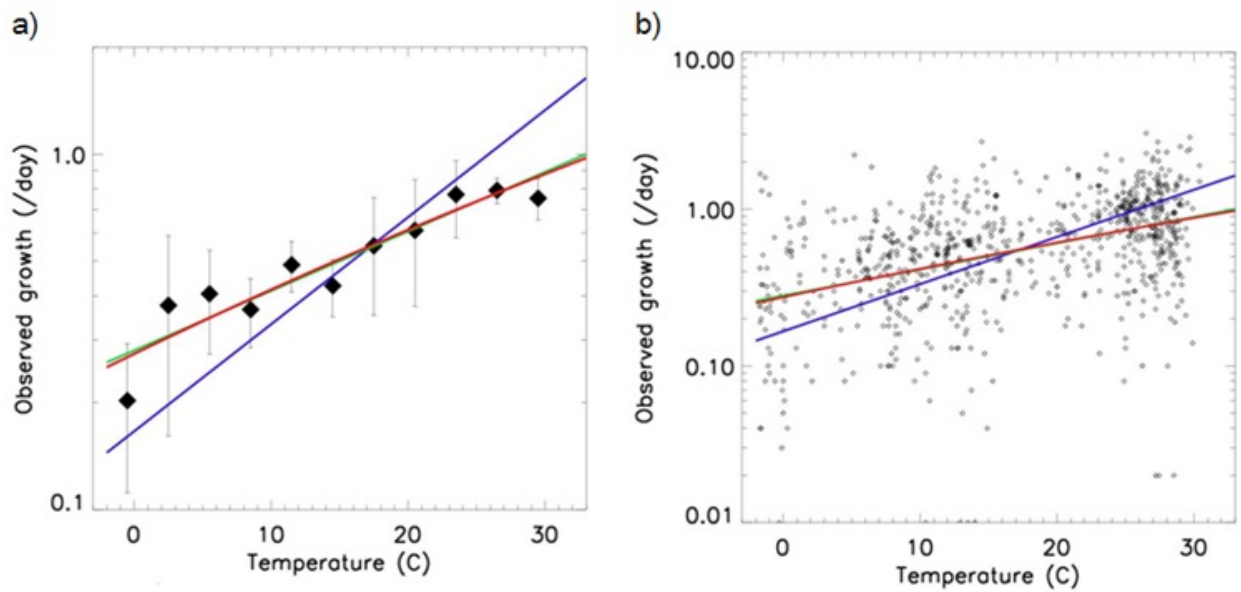 a)
Observed growth (/day)
1.0
0.1
0
10
20
30
Temperature (C)
b)
Observed growth (/day)
10.00
1.00
0.10
0.01
0
10
20
30
Temperature (C)